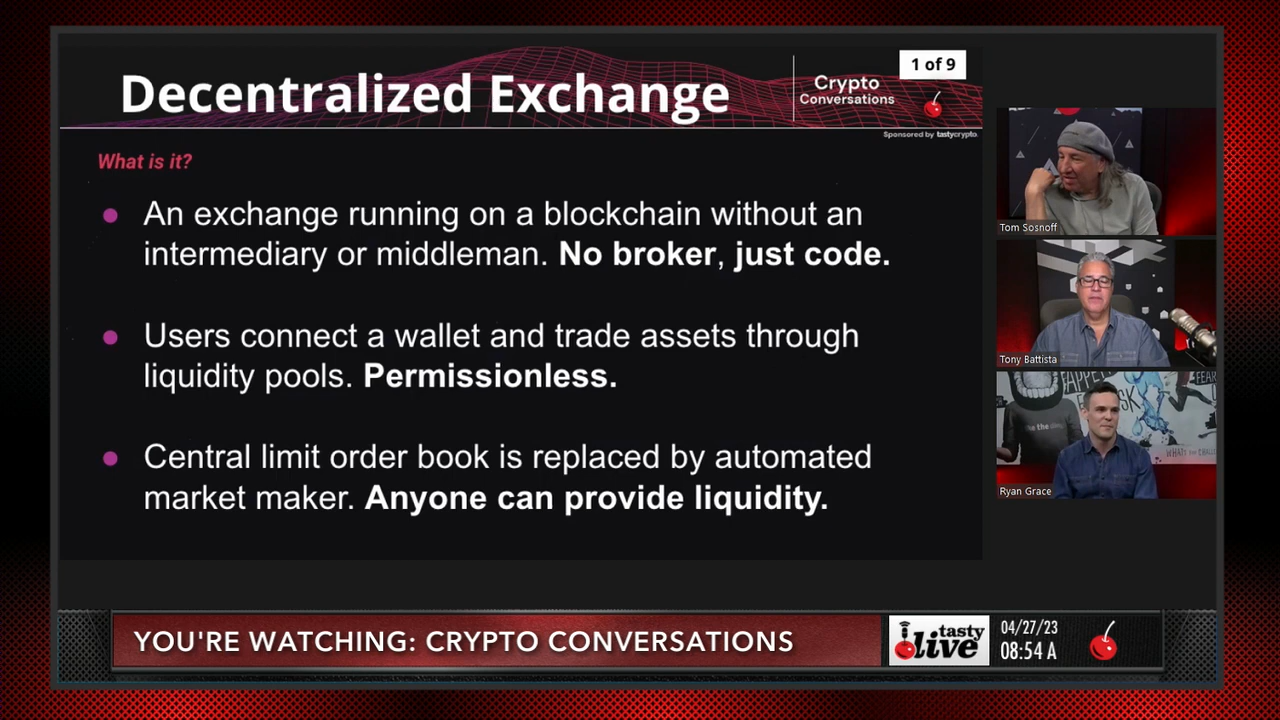 Decentralized Exchange
Crypto
Conversations
1 of 9
Sponsored by tastycrypto.
What is it?
An exchange running on a blockchain without an
intermediary or middleman. No broker, just code.
Users connect a wallet and trade assets through
liquidity pools. Permissionless.
Central limit order book is replaced by automated
market maker. Anyone can provide liquidity.
Tom Sosnoff
Tony Battista
Ryan Grace
YOU'RE WATCHING: CRYPTO CONVERSATIONS
tasty
live
04/27/23
08:54 A